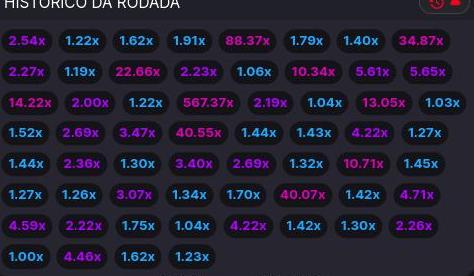 HISTÓRICO DA RODADA
2.54x 1.22x 1.62x 1.91x 88.37x 1.79x 1.40x 34.87x
2.27x 1.19x 22.66x 2.23x 1.06x 10.34x 5.61x 5.65x
14.22x 2.00x 1.22x 567.37x 2.19x 1.04x 13.05x 1.03x
1.52x 2.69x 3.47x 40.55x 1.44x 1.43x 4.22x 1.27x
1.44x 2.36x 1.30x 3.40x 2.69x 1.32x 10.71x 1.45x
1.27x 1.26x 3.07x 1.34x 1.70x 40.07x 1.42x 4.71x
4.59x 2.22x 1.75x 1.04x 4.22x 1.42x 1.30x 2.26x
1.00x 4.46x 1.62x 1.23x